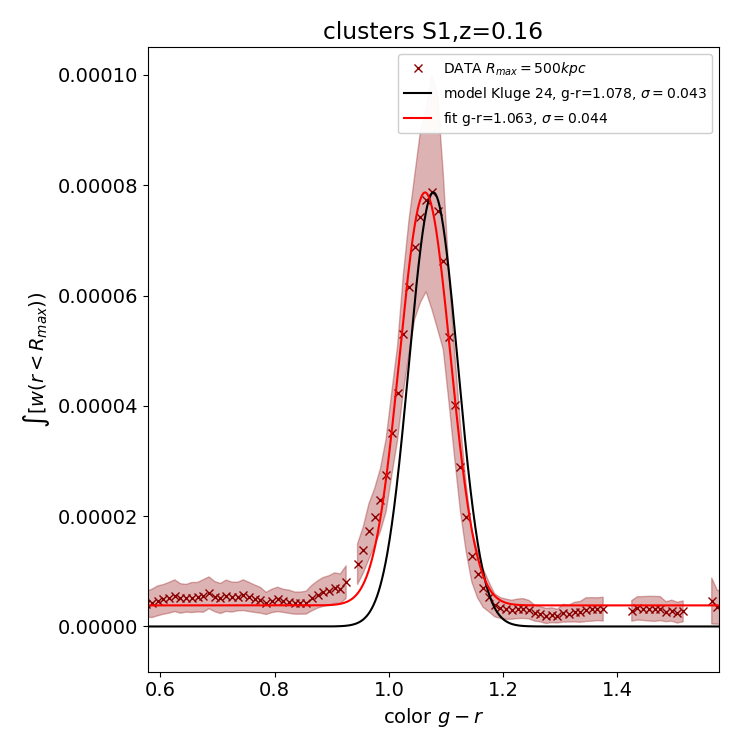 clusters S1,z=0.16
DATA $R_{max} = 500kpc$
model Kluge 24, g-r=1.078, $\sigma = 0.043$
fit g-r=1.063, $\sigma = 0.044$
0.00010
0.00008
0.00006
0.00004
0.00002
0.00000
$\int [w(r < R_{max}))$
0.6 0.8 1.0 1.2 1.4
color $g - r$